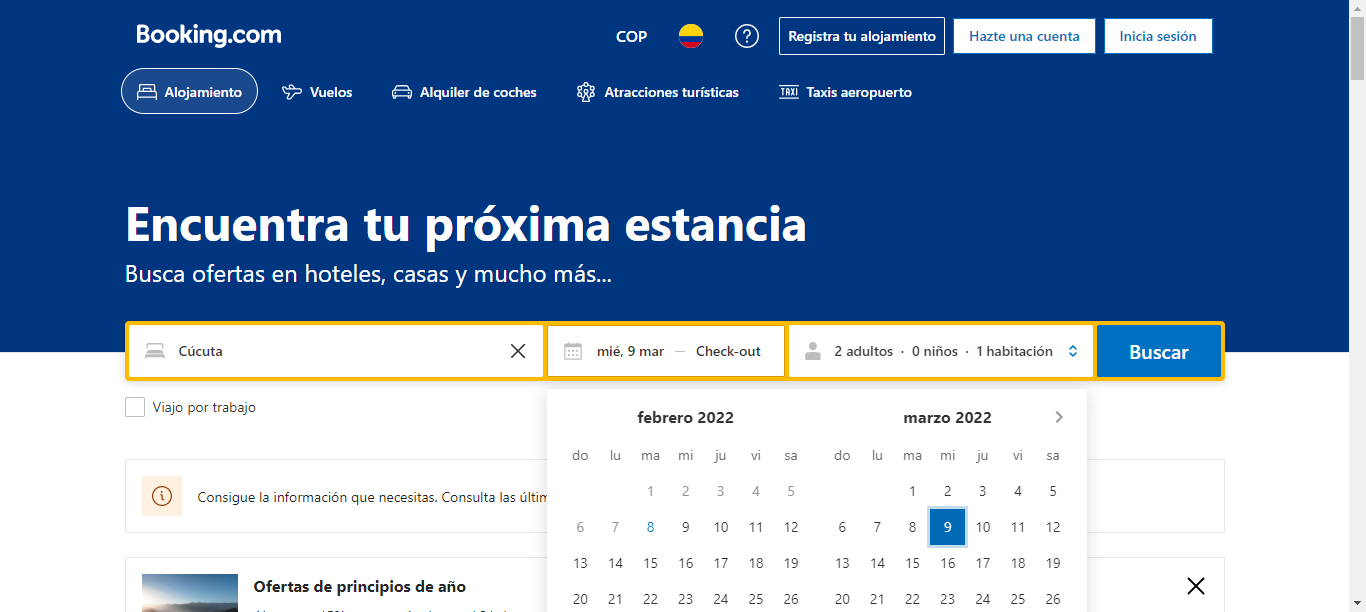 Booking.com
COP
?
Registra tu alojamiento
Hazte una cuenta
Inicia sesión
Alojamiento
Vuelos
Alquiler de coches
Atracciones turísticas
TAXI Taxis aeropuerto
Encuentra tu próxima estancia
Busca ofertas en hoteles, casas y mucho más...
Cúcuta
mié, 9 mar — Check-out
2 adultos · 0 niños · 1 habitación
Buscar
Viajo por trabajo
febrero 2022
do lu ma mi ju vi sa
1 2 3 4 5
6 7 8 9 10 11 12
13 14 15 16 17 18 19
20 21 22 23 24 25 26
marzo 2022
do lu ma mi ju vi sa
1 2 3 4 5
6 7 8 9 10 11 12
13 14 15 16 17 18 19
20 21 22 23 24 25 26
Consigue la información que necesitas. Consulta las últim
Ofertas de principios de año